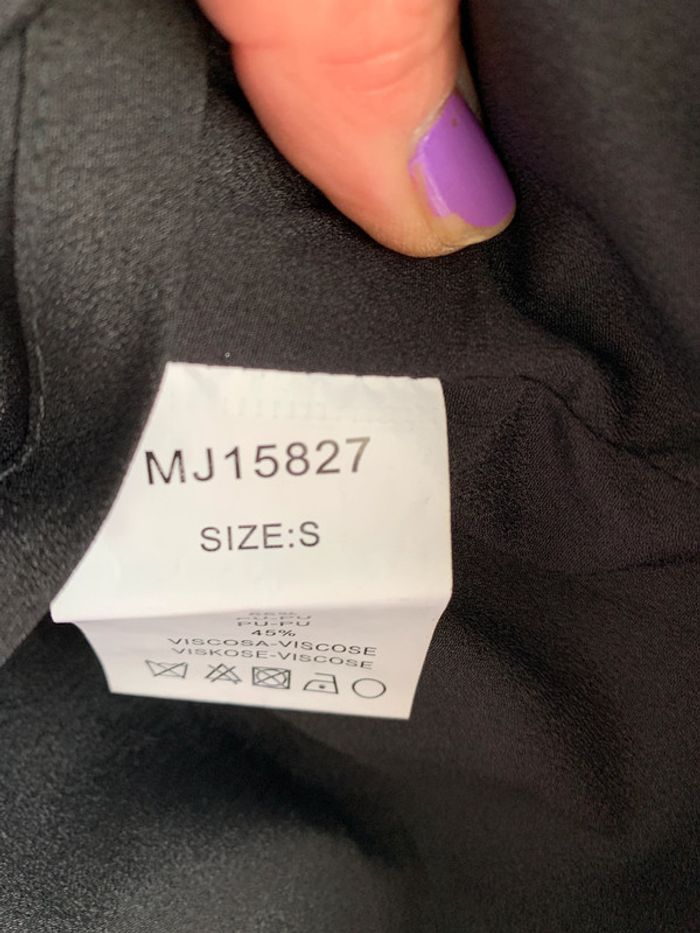 MJ15827
SIZE:S
PU-PU
45%
VISCOSA-VISCOSE
VISKOSE-VISCOSE